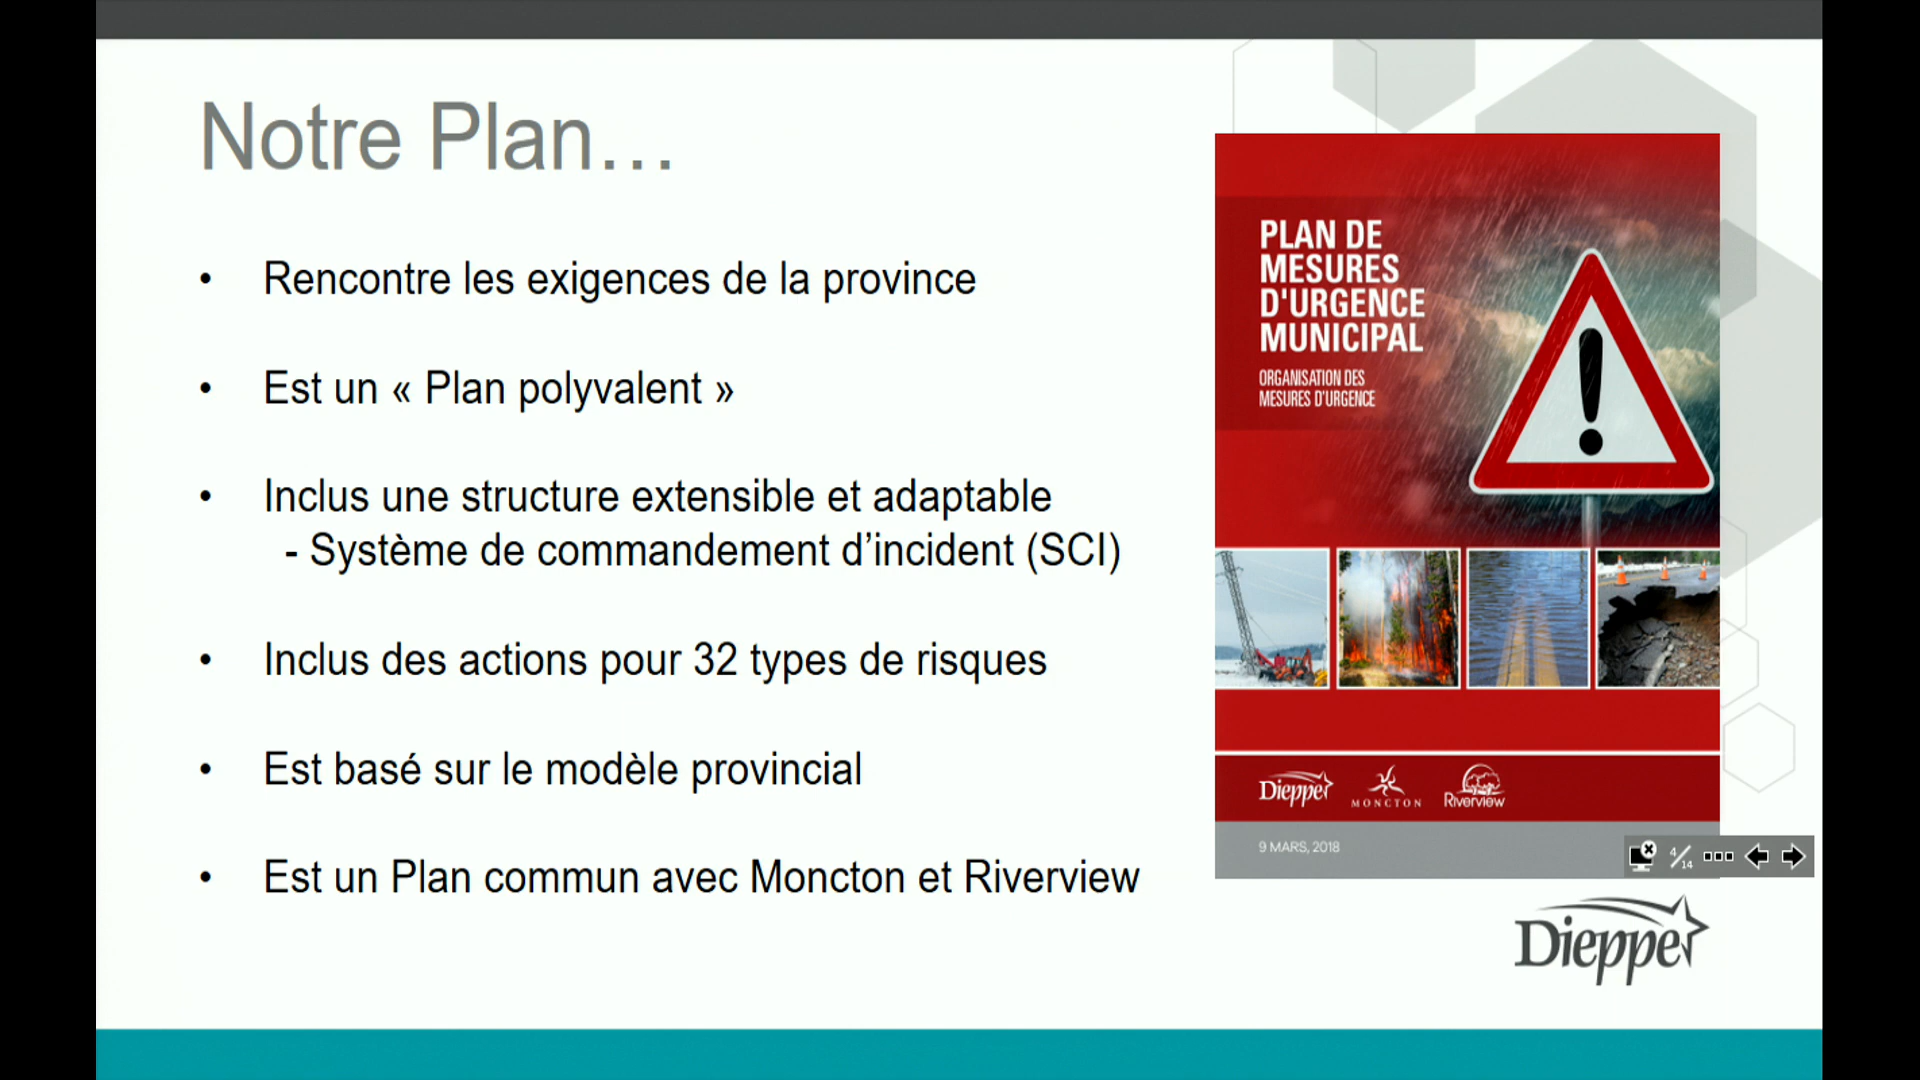 Notre Plan…
• Rencontre les exigences de la province
• Est un « Plan polyvalent »
• Inclus une structure extensible et adaptable
- Système de commandement d’incident (SCI)
• Inclus des actions pour 32 types de risques
• Est basé sur le modèle provincial
• Est un Plan commun avec Moncton et Riverview
PLAN DE
MESURES
D'URGENCE
MUNICIPAL
ORGANISATION DES
MESURES D'URGENCE
Dieppe
MONCTON
Riverview
9 MARS, 2018
4/14
Dieppe